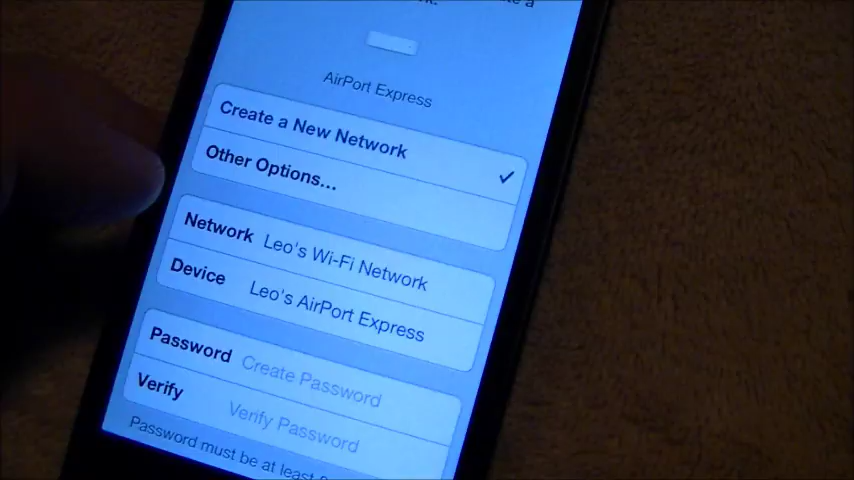 AirPort Express
Create a New Network
Other Options...
Network Leo's Wi-Fi Network
Device Leo's AirPort Express
Password Create Password
Verify Verify Password
Password must be at least